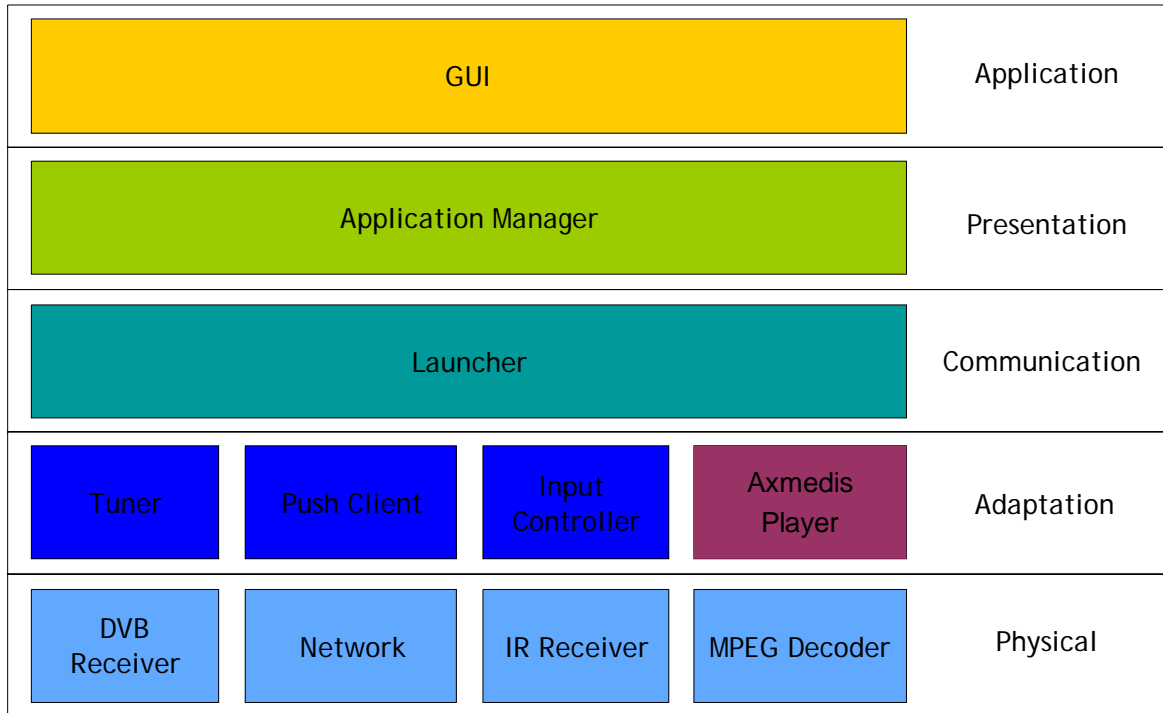 GUI
Application
Application Manager
Presentation
Launcher
Communication
Tuner
Push Client
Input
Controller
Axmedis
Player
Adaptation
DVB
Receiver
Network
IR Receiver
MPEG Decoder
Physical